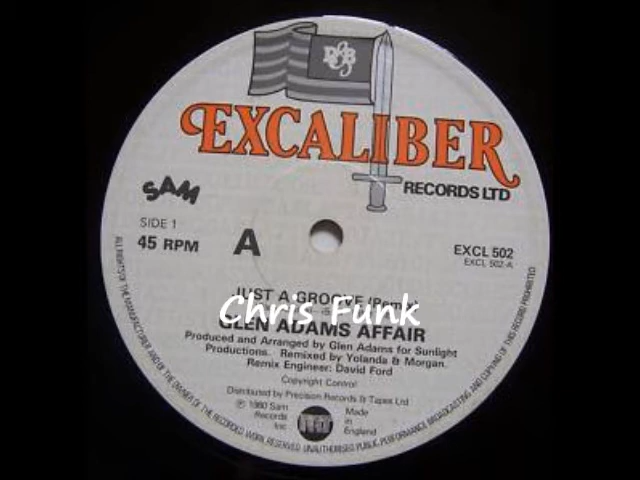 R&B
EXCALIBER
RECORDS LTD
SAM
SIDE 1
45 RPM
A
EXCL 502
EXCL 502-A
JUST A GROOVE (Remix)
Chris Funk
GLEN ADAMS AFFAIR
Produced and Arranged by Glen Adams for Sunlight
Productions. Remixed by Yolanda & Morgan.
Remix Engineer: David Ford
Copyright Control
Distributed by Precision Records & Tapes Ltd
℗ 1980 Sam
Records
Inc
Made in
England
ALL RIGHTS OF THE MANUFACTURER AND OF THE OWNER OF THE RECORDED WORK RESERVED. UNAUTHORISED PUBLIC PERFORMANCE, BROADCASTING AND COPYING OF THIS RECORD PROHIBITED